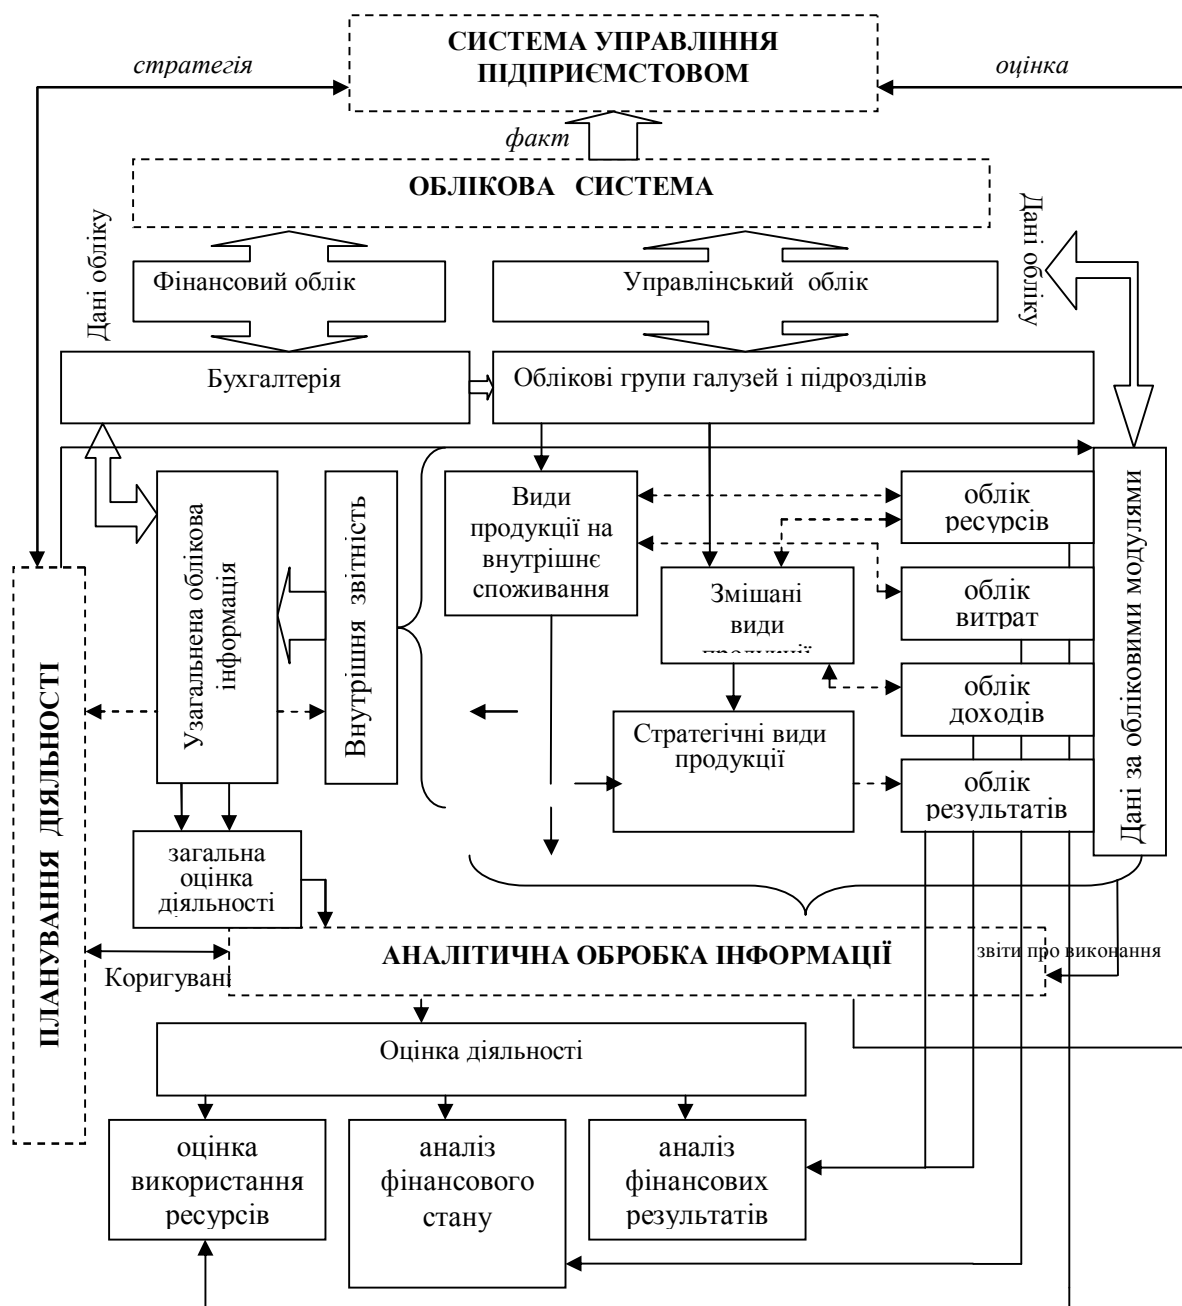 СИСТЕМА УПРАВЛІННЯ
ПІДПРИЄМСТОВОМ
стратегія
оцінка
факт
ОБЛІКОВА СИСТЕМА
Дані обліку
Дані обліку
Фінансовий облік
Управлінський облік
Бухгалтерія
Облікові групи галузей і підрозділів
Узагальнена облікова
інформація
Внутрішня звітність
Види
продукції на
внутрішнє
споживання
Змішані
види
продукції
Стратегічні види
продукції
облік
ресурсів
облік
витрат
облік
доходів
облік
результатів
Дані за обліковими модулями
ПЛАНУВАННЯ ДІЯЛЬНОСТІ
загальна
оцінка
діяльності
АНАЛІТИЧНА ОБРОБКА ІНФОРМАЦІЇ
звіти про виконання
Коригувані
Оцінка діяльності
оцінка
використання
ресурсів
аналіз
фінансового
стану
аналіз
фінансових
результатів